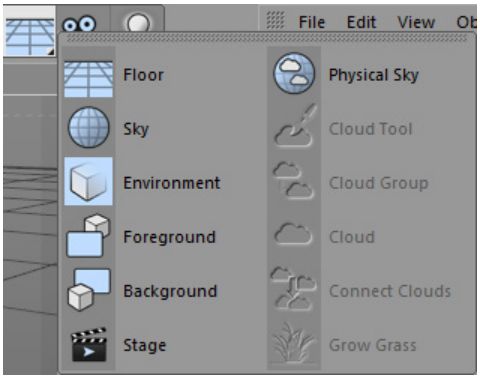 File Edit View
Floor
Sky
Environment
Foreground
Background
Stage
Physical Sky
Cloud Tool
Cloud Group
Cloud
Connect Clouds
Grow Grass